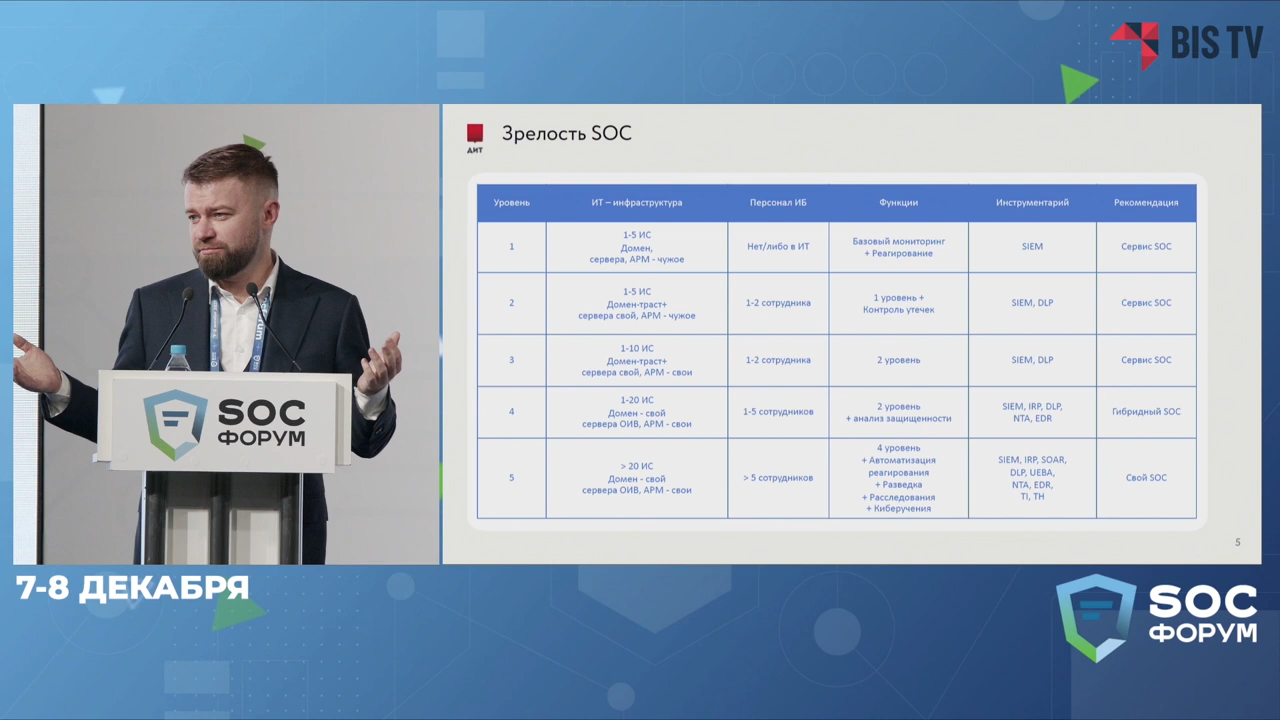 BIS TV
ДИТ
Зрелость SOC
Уровень
ИТ – инфраструктура
Персонал ИБ
Функции
Инструментарий
Рекомендация
1
1-5 ИС
Домен,
сервера, АРМ - чужое
Нет/либо в ИТ
Базовый мониторинг
+ Реагирование
SIEM
Сервис SOC
2
1-5 ИС
Домен-траст+
сервера свой, АРМ - чужое
1-2 сотрудника
1 уровень +
Контроль утечек
SIEM, DLP
Сервис SOC
3
1-10 ИС
Домен-траст+
сервера свой, АРМ - свои
1-2 сотрудника
2 уровень
SIEM, DLP
Сервис SOC
4
1-20 ИС
Домен - свой
сервера ОИВ, АРМ - свои
1-5 сотрудников
2 уровень
+ анализ защищенности
SIEM, IRP, DLP,
NTA, EDR
Гибридный SOC
5
> 20 ИС
Домен - свой
сервера ОИВ, АРМ - свои
> 5 сотрудников
4 уровень
+ Автоматизация
реагирования
+ Разведка
+ Расследования
+ Киберучения
SIEM, IRP, SOAR,
DLP, UEBA,
NTA, EDR,
TI, TH
Свой SOC
5
SOC
ФОРУМ
7-8 ДЕКАБРЯ
SOC
ФОРУМ